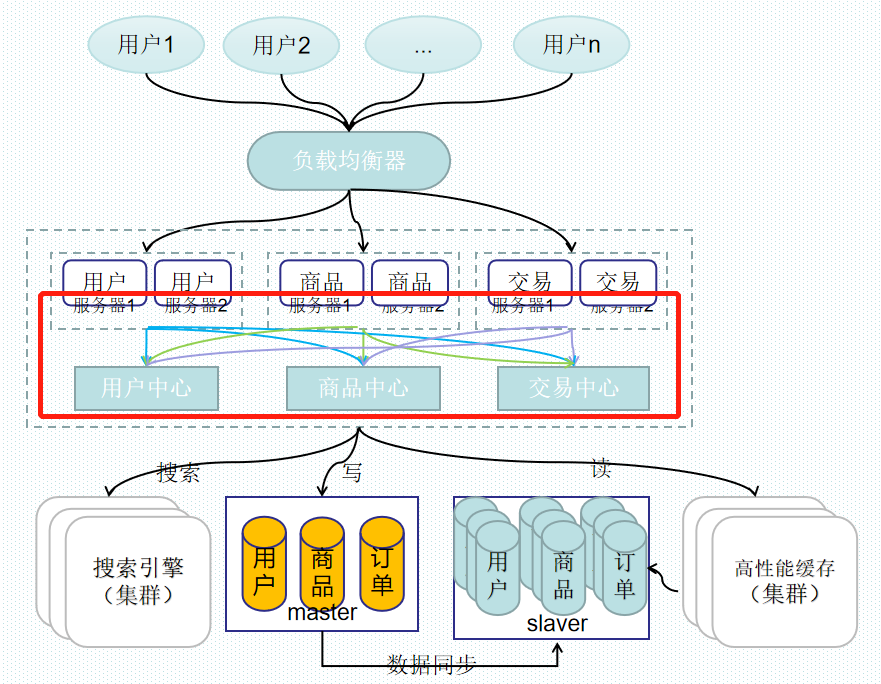 用户1
用户2
...
用户n
负载均衡器
用户
服务器1
用户
服务器2
商品
服务器1
商品
服务器2
交易
服务器1
交易
服务器2
用户中心
商品中心
交易中心
搜索
写
读
搜索引擎
（集群）
用户
商品
订单
master
用户
商品
订单
slaver
高性能缓存
（集群）
数据同步